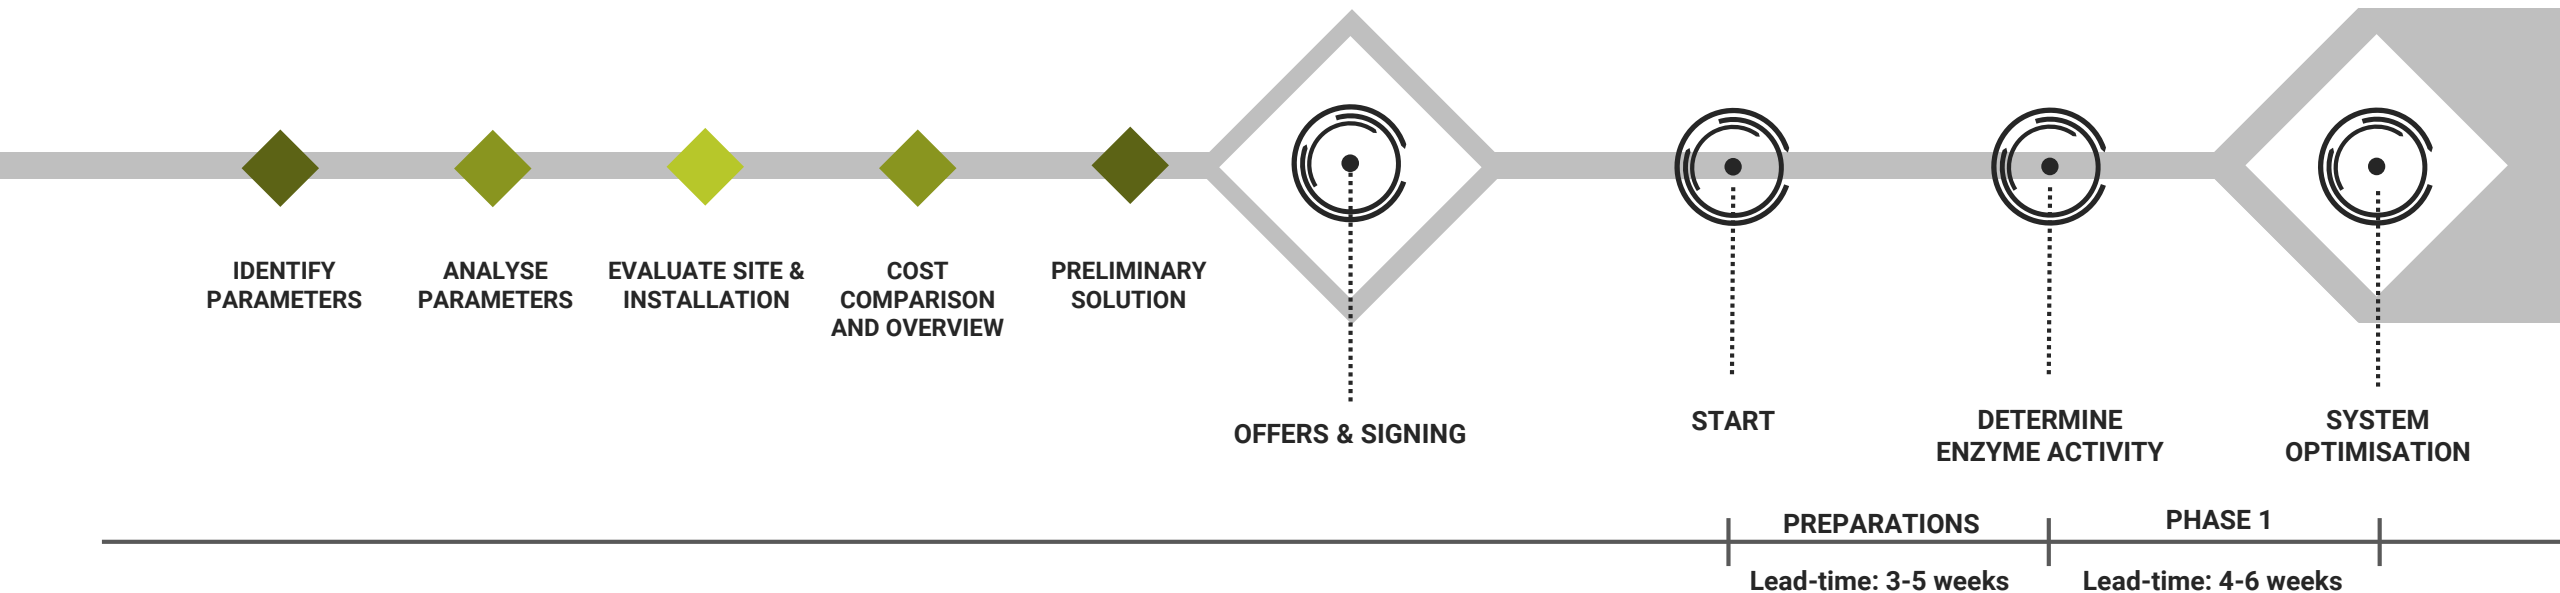 IDENTIFY
PARAMETERS
ANALYSE
PARAMETERS
EVALUATE SITE &
INSTALLATION
COST
COMPARISON
AND OVERVIEW
PRELIMINARY
SOLUTION
OFFERS & SIGNING
START
DETERMINE
ENZYME ACTIVITY
SYSTEM
OPTIMISATION
PREPARATIONS
PHASE 1
Lead-time: 3-5 weeks
Lead-time: 4-6 weeks